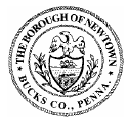 THE BOROUGH OF NEWTOWN
BUCKS CO., PENNA.